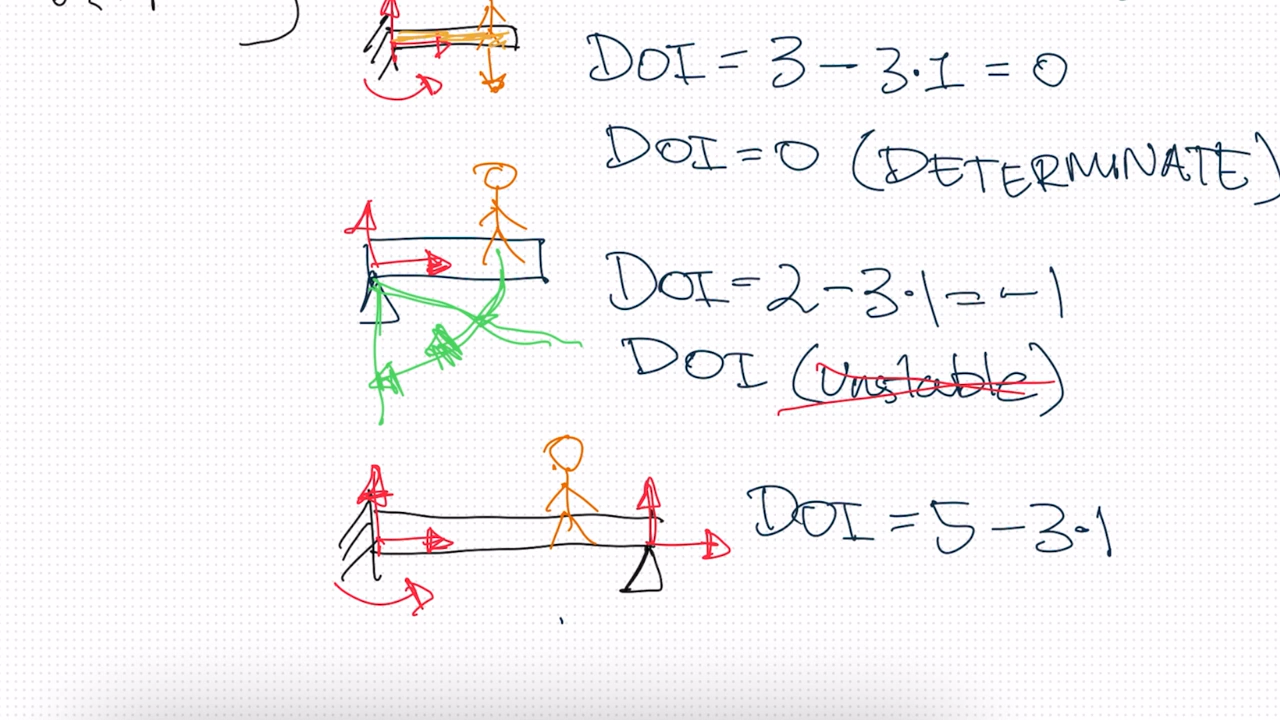 DOI = 3 - 3·1 = 0
DOI = 0 (DETERMINATE)
DOI = 2 - 3·1 = -1
DOI (unstable)
DOI = 5 - 3·1